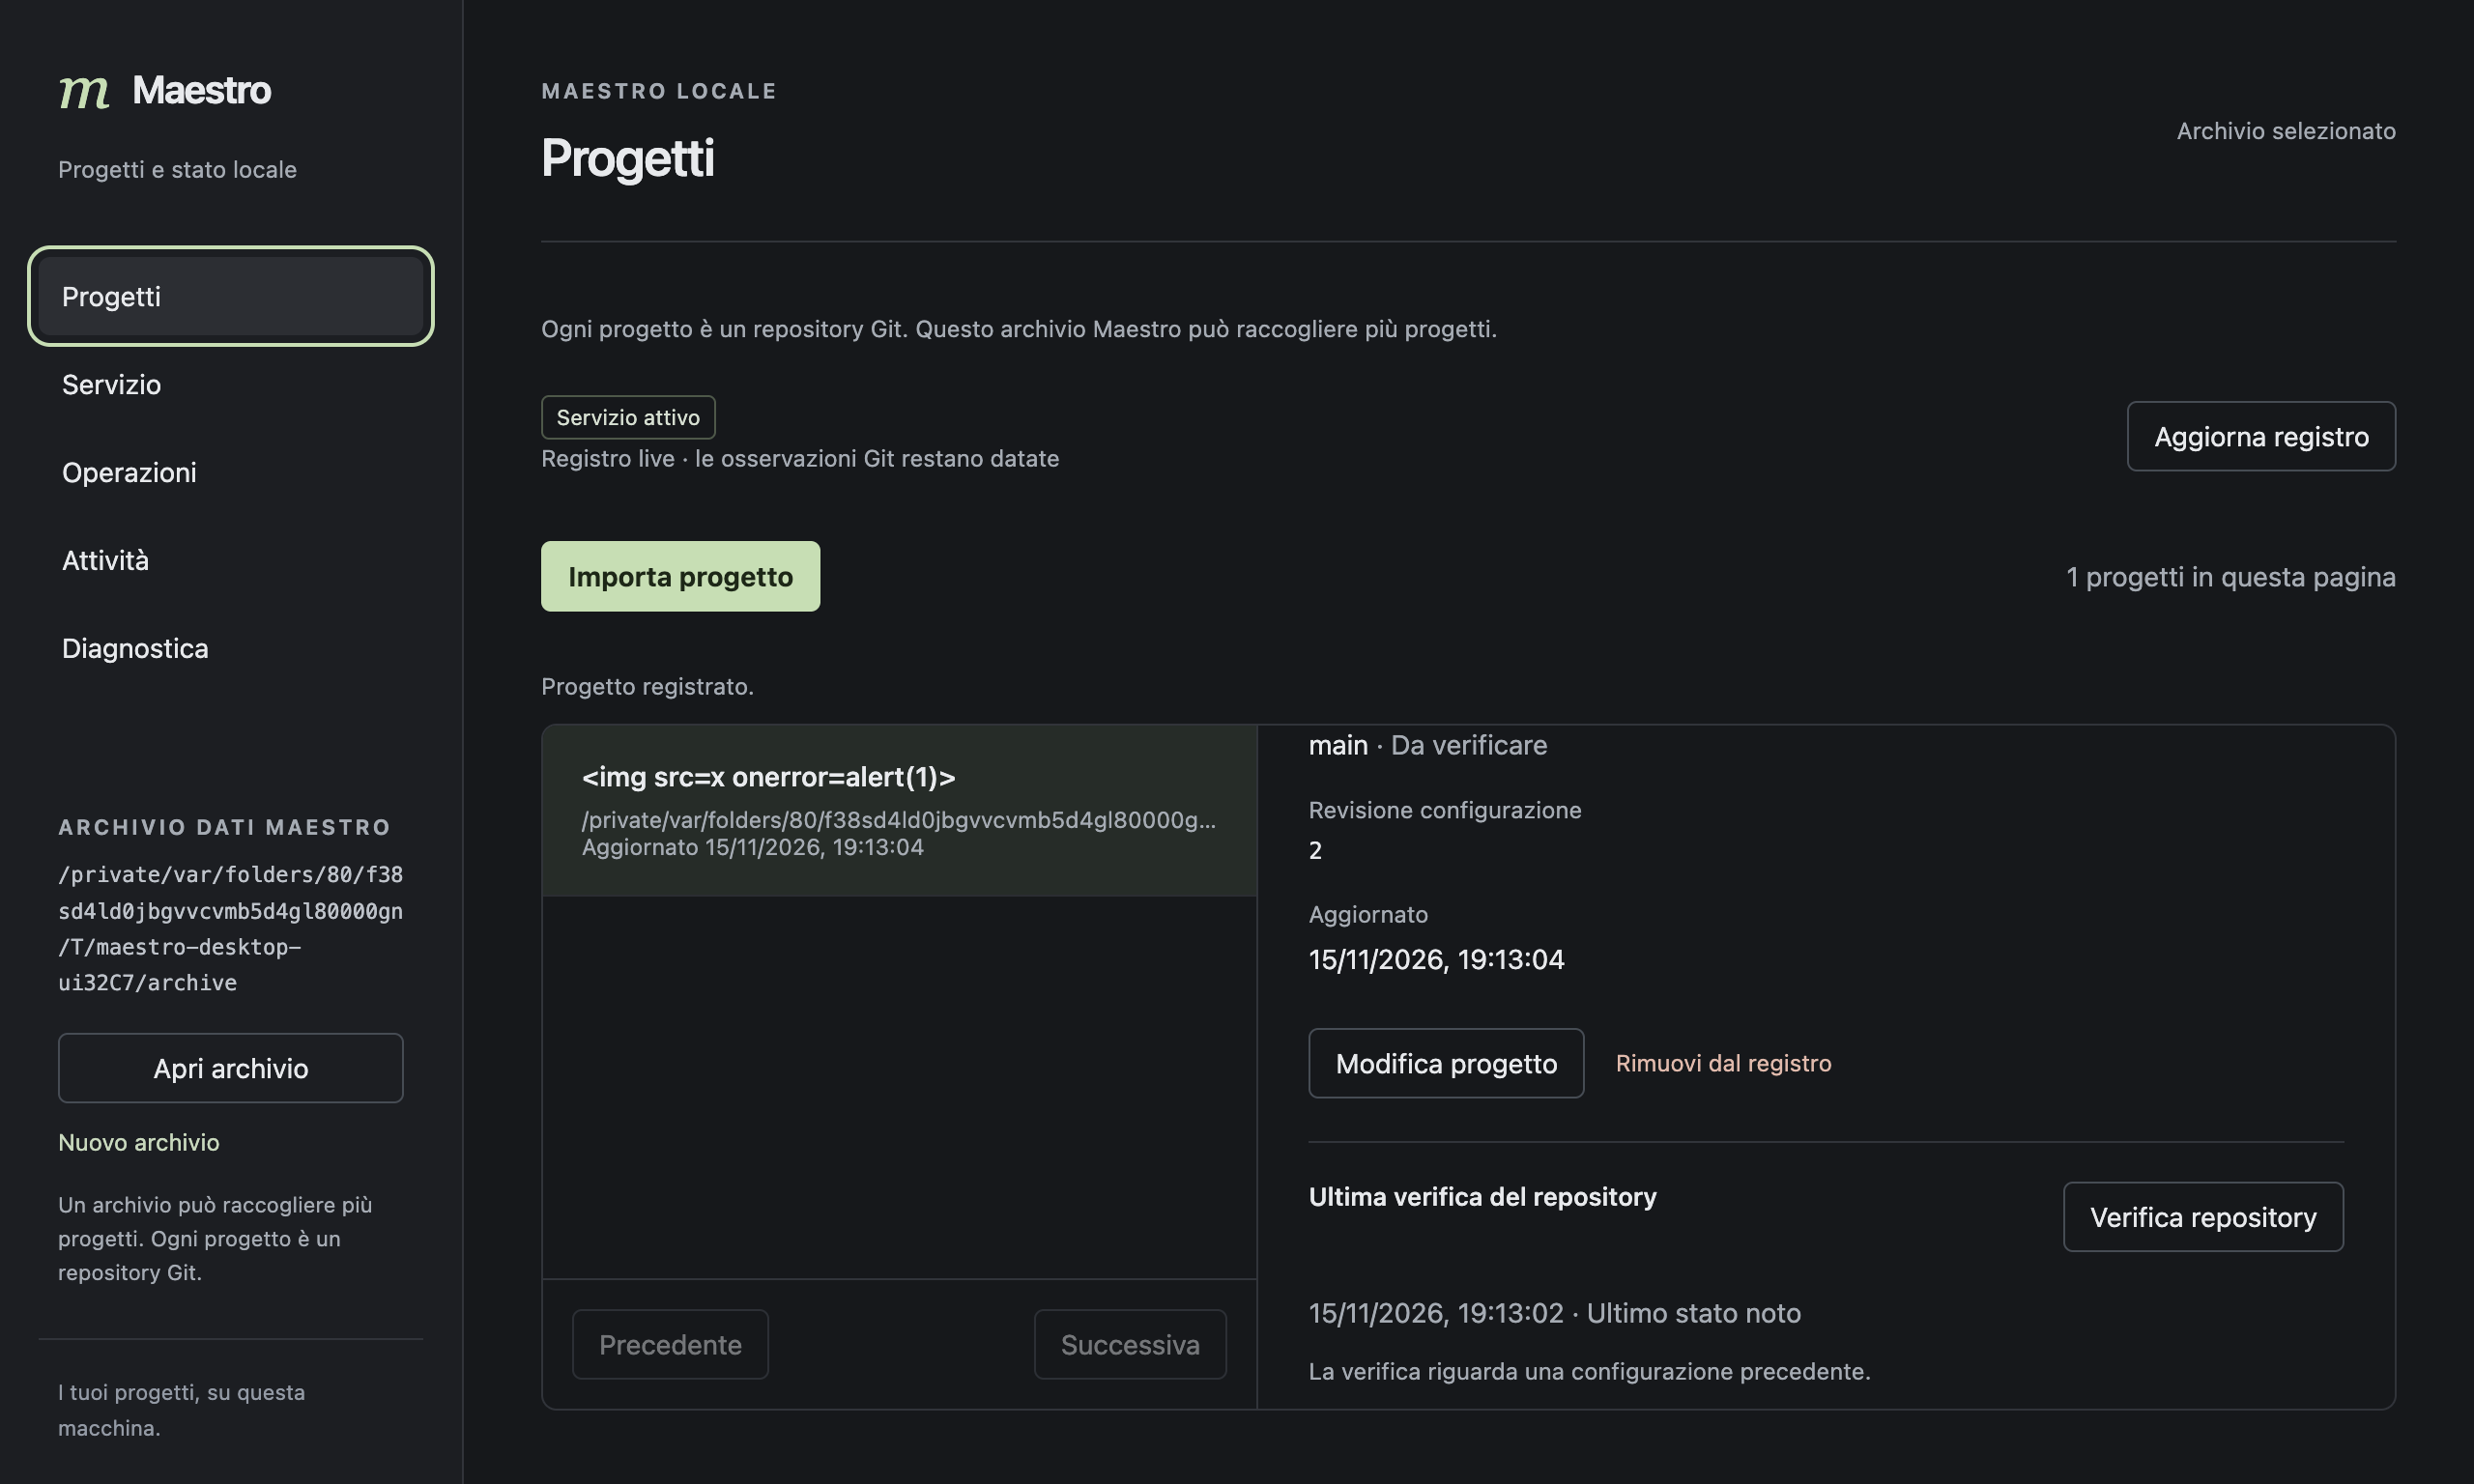 m Maestro
Progetti e stato locale
Progetti
Servizio
Operazioni
Attività
Diagnostica
ARCHIVIO DATI MAESTRO
/private/var/folders/80/f38
sd4ld0jbgvvcvmb5d4gl80000gn
/T/maestro-desktop-
ui32C7/archive
Apri archivio
Nuovo archivio
Un archivio può raccogliere più
progetti. Ogni progetto è un
repository Git.
I tuoi progetti, su questa
macchina.
MAESTRO LOCALE
Progetti
Archivio selezionato
Ogni progetto è un repository Git. Questo archivio Maestro può raccogliere più progetti.
Servizio attivo
Registro live · le osservazioni Git restano datate
Aggiorna registro
Importa progetto
1 progetti in questa pagina
Progetto registrato.
<img src=x onerror=alert(1)>
/private/var/folders/80/f38sd4ld0jbgvvcvmb5d4gl80000g...
Aggiornato 15/11/2026, 19:13:04
Precedente
Successiva
main · Da verificare
Revisione configurazione
2
Aggiornato
15/11/2026, 19:13:04
Modifica progetto
Rimuovi dal registro
Ultima verifica del repository
Verifica repository
15/11/2026, 19:13:02 · Ultimo stato noto
La verifica riguarda una configurazione precedente.